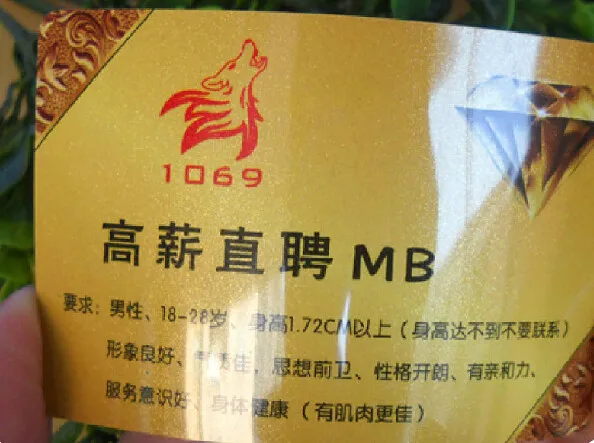 1069
高薪直聘 MB
要求: 男性、18-28岁、身高1.72CM以上 (身高达不到不要联系)
形象良好、气质佳，思想前卫、性格开朗、有亲和力、
服务意识好、身体健康 (有肌肉更佳)